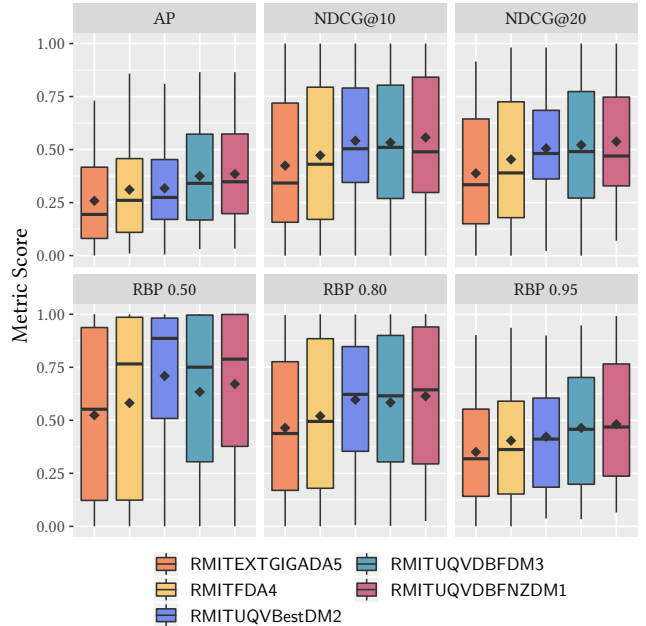 AP NDCG@10 NDCG@20
1.00
0.75
0.50
0.25
0.00
Metric Score
RBP 0.50 RBP 0.80 RBP 0.95
1.00
0.75
0.50
0.25
0.00
RMITEXTGIGADA5 RMITUQVDBFDM3
RMITFDA4 RMITUQVDBFNZDM1
RMITUQVBestDM2